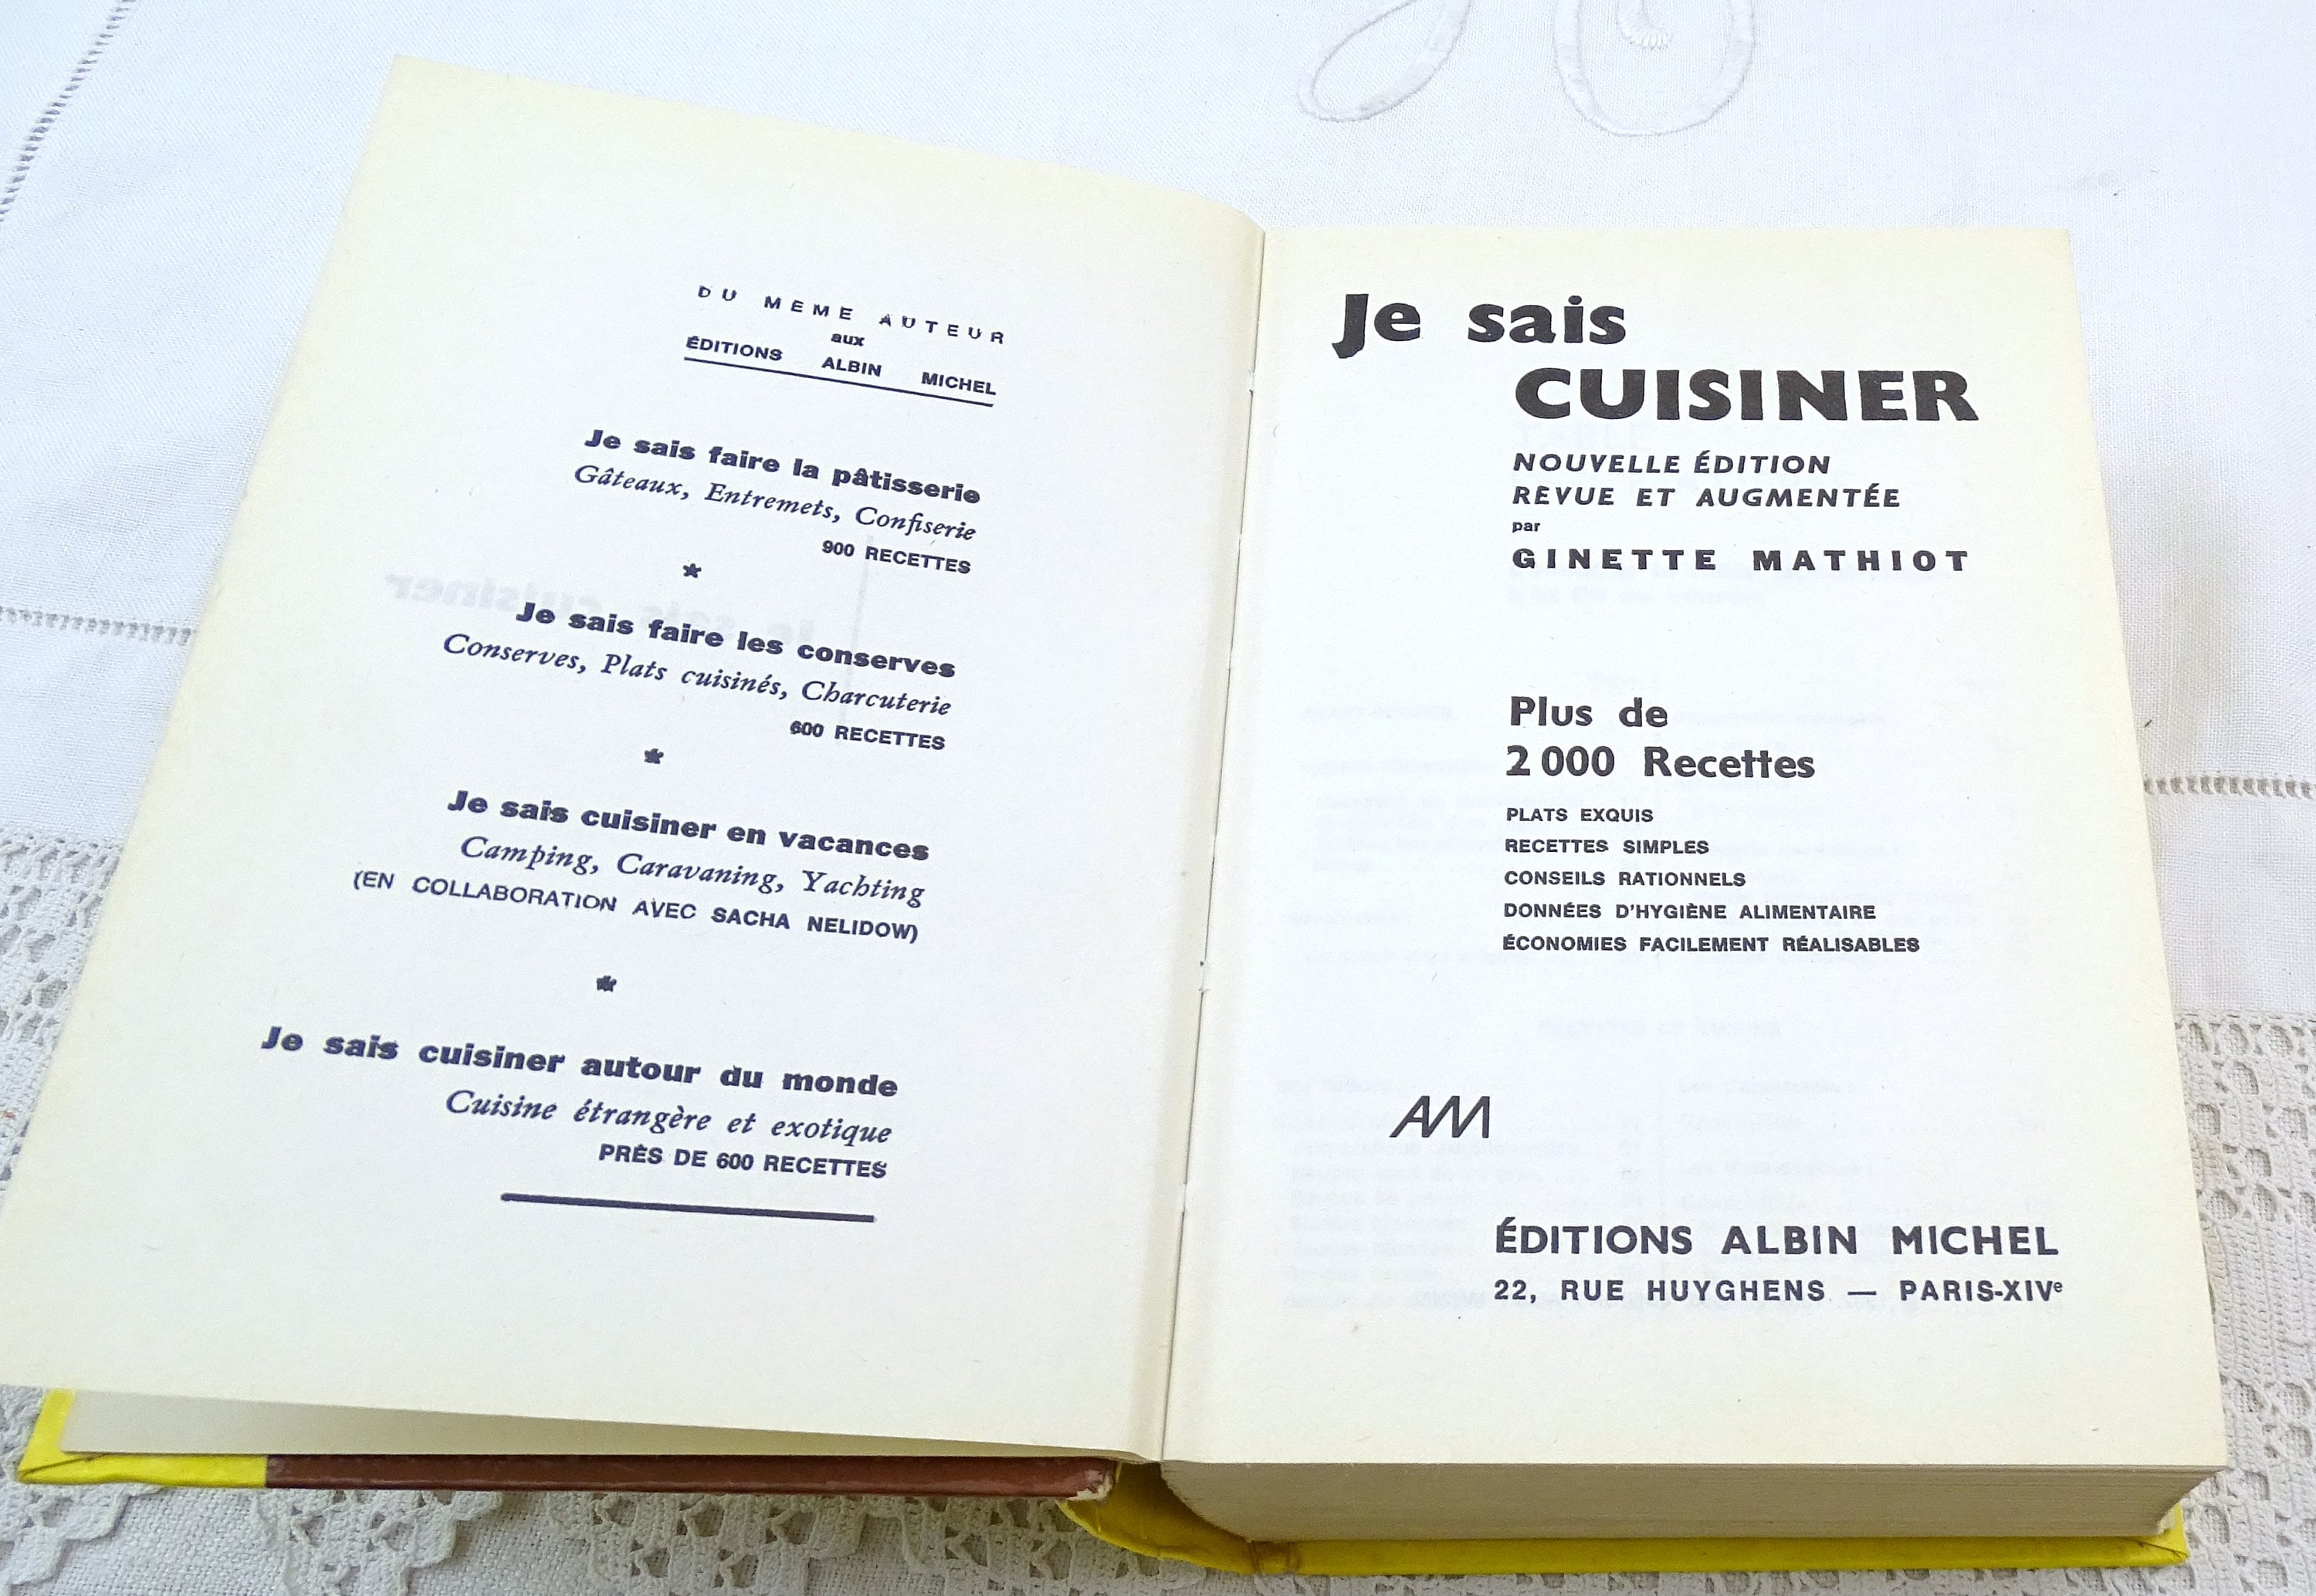 DU MEME AUTEUR
aux
ÉDITIONS ALBIN MICHEL
Je sais faire la pâtisserie
Gâteaux, Entremets, Confiserie
900 RECETTES
*
Je sais faire les conserves
Conserves, Plats cuisinés, Charcuterie
600 RECETTES
*
Je sais cuisiner en vacances
Camping, Caravaning, Yachting
(EN COLLABORATION AVEC SACHA NELIDOW)
*
Je sais cuisiner autour du monde
Cuisine étrangère et exotique
PRÈS DE 600 RECETTES
Je sais
CUISINER
NOUVELLE ÉDITION
REVUE ET AUGMENTÉE
par
GINETTE MATHIOT
Plus de
2 000 Recettes
PLATS EXQUIS
RECETTES SIMPLES
CONSEILS RATIONNELS
DONNÉES D'HYGIÈNE ALIMENTAIRE
ÉCONOMIES FACILEMENT RÉALISABLES
AM
ÉDITIONS ALBIN MICHEL
22, RUE HUYGHENS — PARIS-XIVe